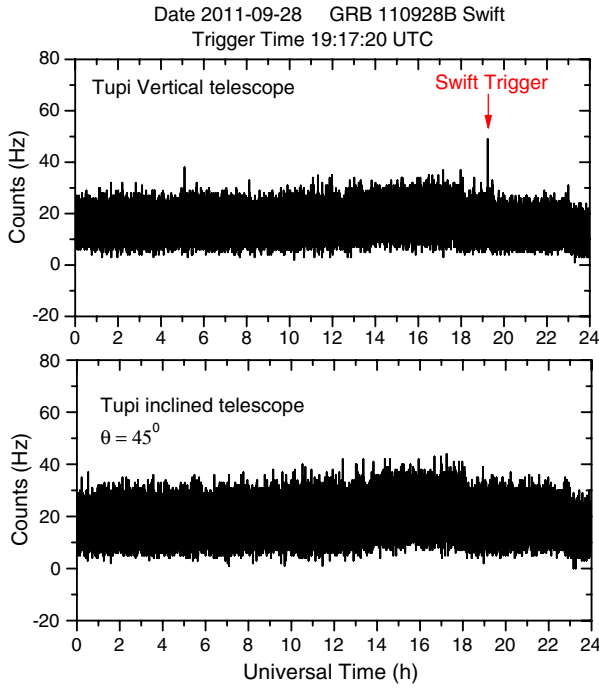 Date 2011-09-28 GRB 110928B Swift
Trigger Time 19:17:20 UTC
80
60
40
20
0
-20
Counts (Hz)
Tupi Vertical telescope
Swift Trigger
0 2 4 6 8 10 12 14 16 18 20 22 24
80
60
40
20
0
-20
Counts (Hz)
Tupi inclined telescope
θ = 45⁰
0 2 4 6 8 10 12 14 16 18 20 22 24
Universal Time (h)